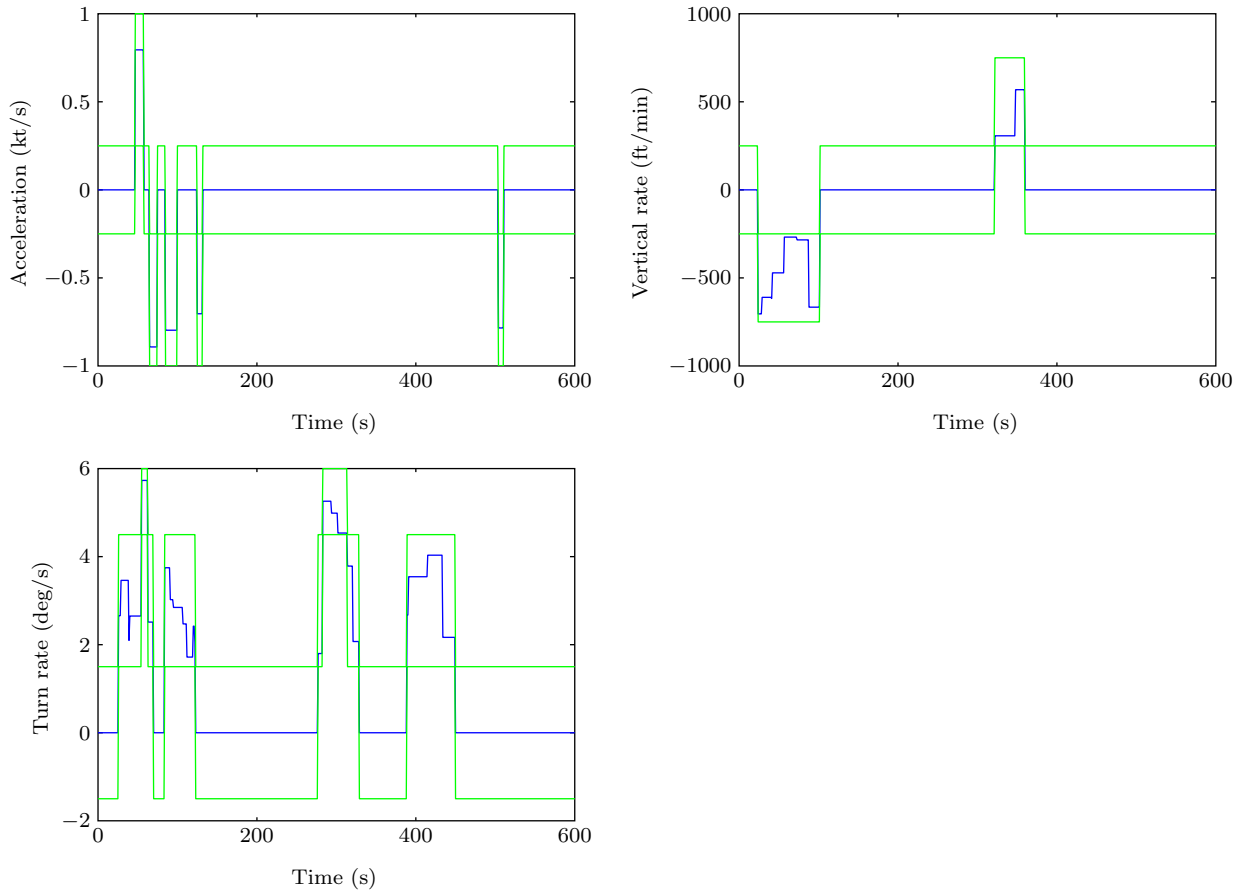 1
0.5
0
−0.5
−1
Acceleration (kt/s)
0 200 400 600
Time (s)
1000
500
0
−500
−1000
Vertical rate (ft/min)
0 200 400 600
Time (s)
6
4
2
0
−2
Turn rate (deg/s)
0 200 400 600
Time (s)